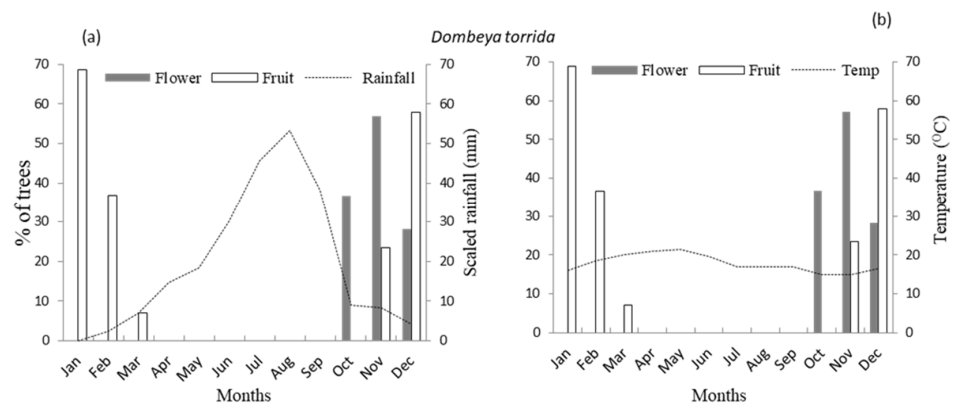 (a)
(b)
Dombeya torrida
Flower Fruit Rainfall
70
60
50
40
30
20
10
0
% of trees
70
60
50
40
30
20
10
0
Scaled rainfall (mm)
Jan Feb Mar Apr May Jun Jul Aug Sep Oct Nov Dec
Months
Flower Fruit Temp
70
60
50
40
30
20
10
0
70
60
50
40
30
20
10
0
Temperature (⁰C)
Jan Feb Mar Apr May Jun Jul Aug Sep Oct Nov Dec
Months